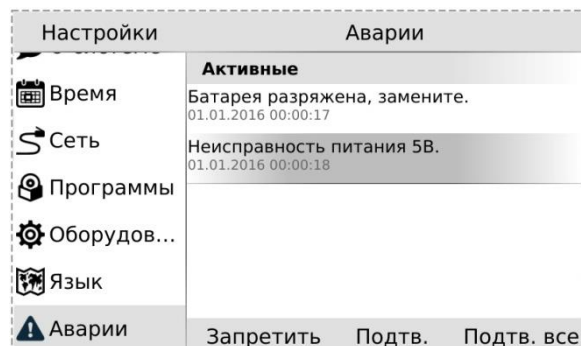 Настройки
Аварии
Время
Сеть
Программы
Оборудов...
Язык
Аварии
Активные
Батарея разряжена, замените.
01.01.2016 00:00:17
Неисправность питания 5В.
01.01.2016 00:00:18
Запретить Подтв. Подтв. все